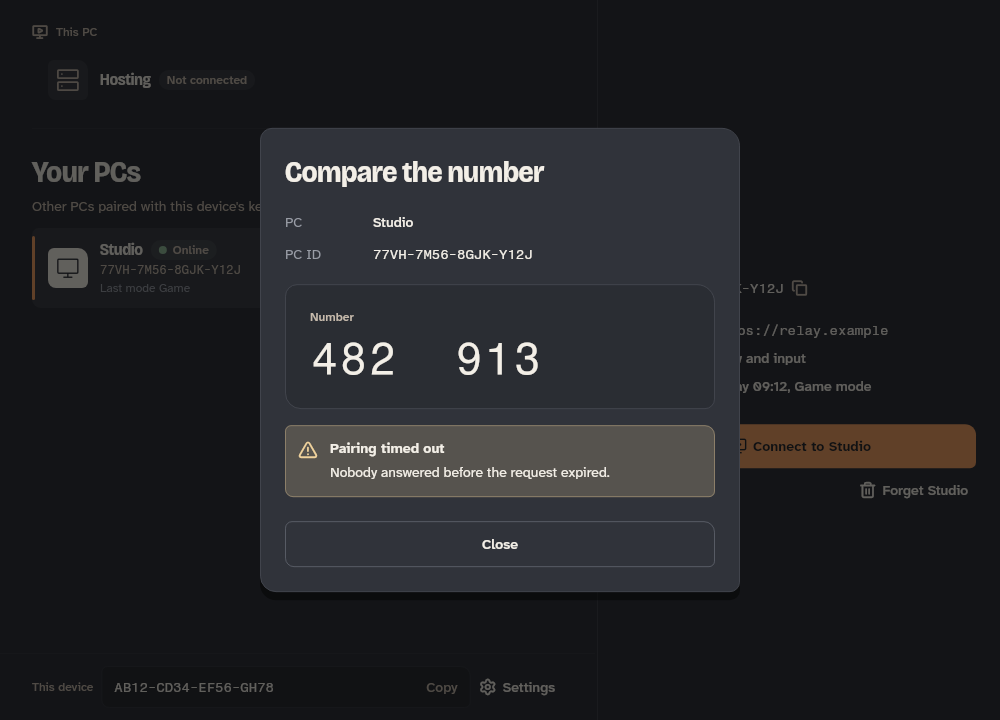 This PC
Hosting Not connected
Your PCs
Other PCs paired with this device's
Studio Online
77VH-7M56-8GJK-Y12J
Last mode Game
Compare the number
PC Studio
PC ID 77VH-7M56-8GJK-Y12J
Number
482 913
Pairing timed out
Nobody answered before the request expired.
Close
-Y12J
s://relay.example
and input
09:12, Game mode
Connect to Studio
Forget Studio
This device AB12-CD34-EF56-GH78 Copy Settings